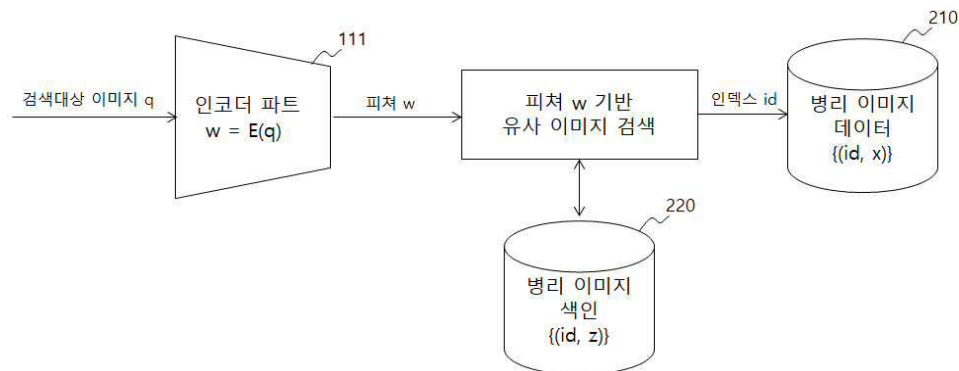 111
210
검색대상 이미지 q
인코더 파트
w = E(q)
피쳐 w
피쳐 w 기반
유사 이미지 검색
인덱스 id
병리 이미지
데이터
{(id, x)}
220
병리 이미지
색인
{(id, z)}